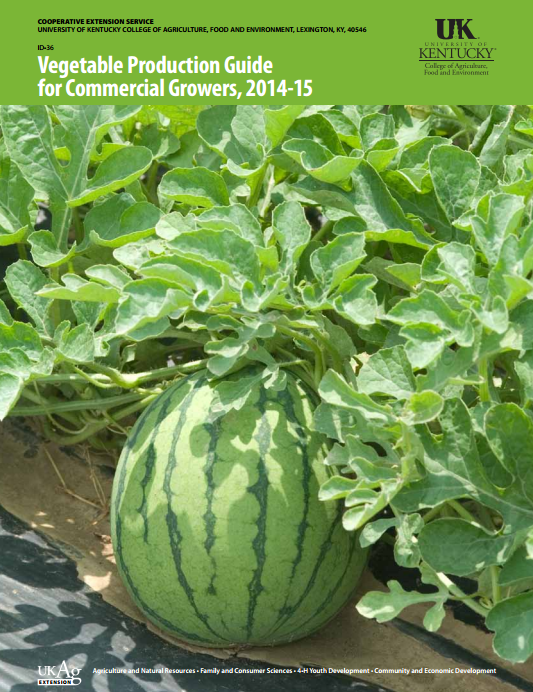 COOPERATIVE EXTENSION SERVICE
UNIVERSITY OF KENTUCKY COLLEGE OF AGRICULTURE, FOOD AND ENVIRONMENT, LEXINGTON, KY, 40546
ID-36
Vegetable Production Guide
for Commercial Growers, 2014-15
UK
UNIVERSITY OF
KENTUCKY®
College of Agriculture,
Food and Environment
UKAg
EXTENSION
Agriculture and Natural Resources • Family and Consumer Sciences • 4-H Youth Development • Community and Economic Development